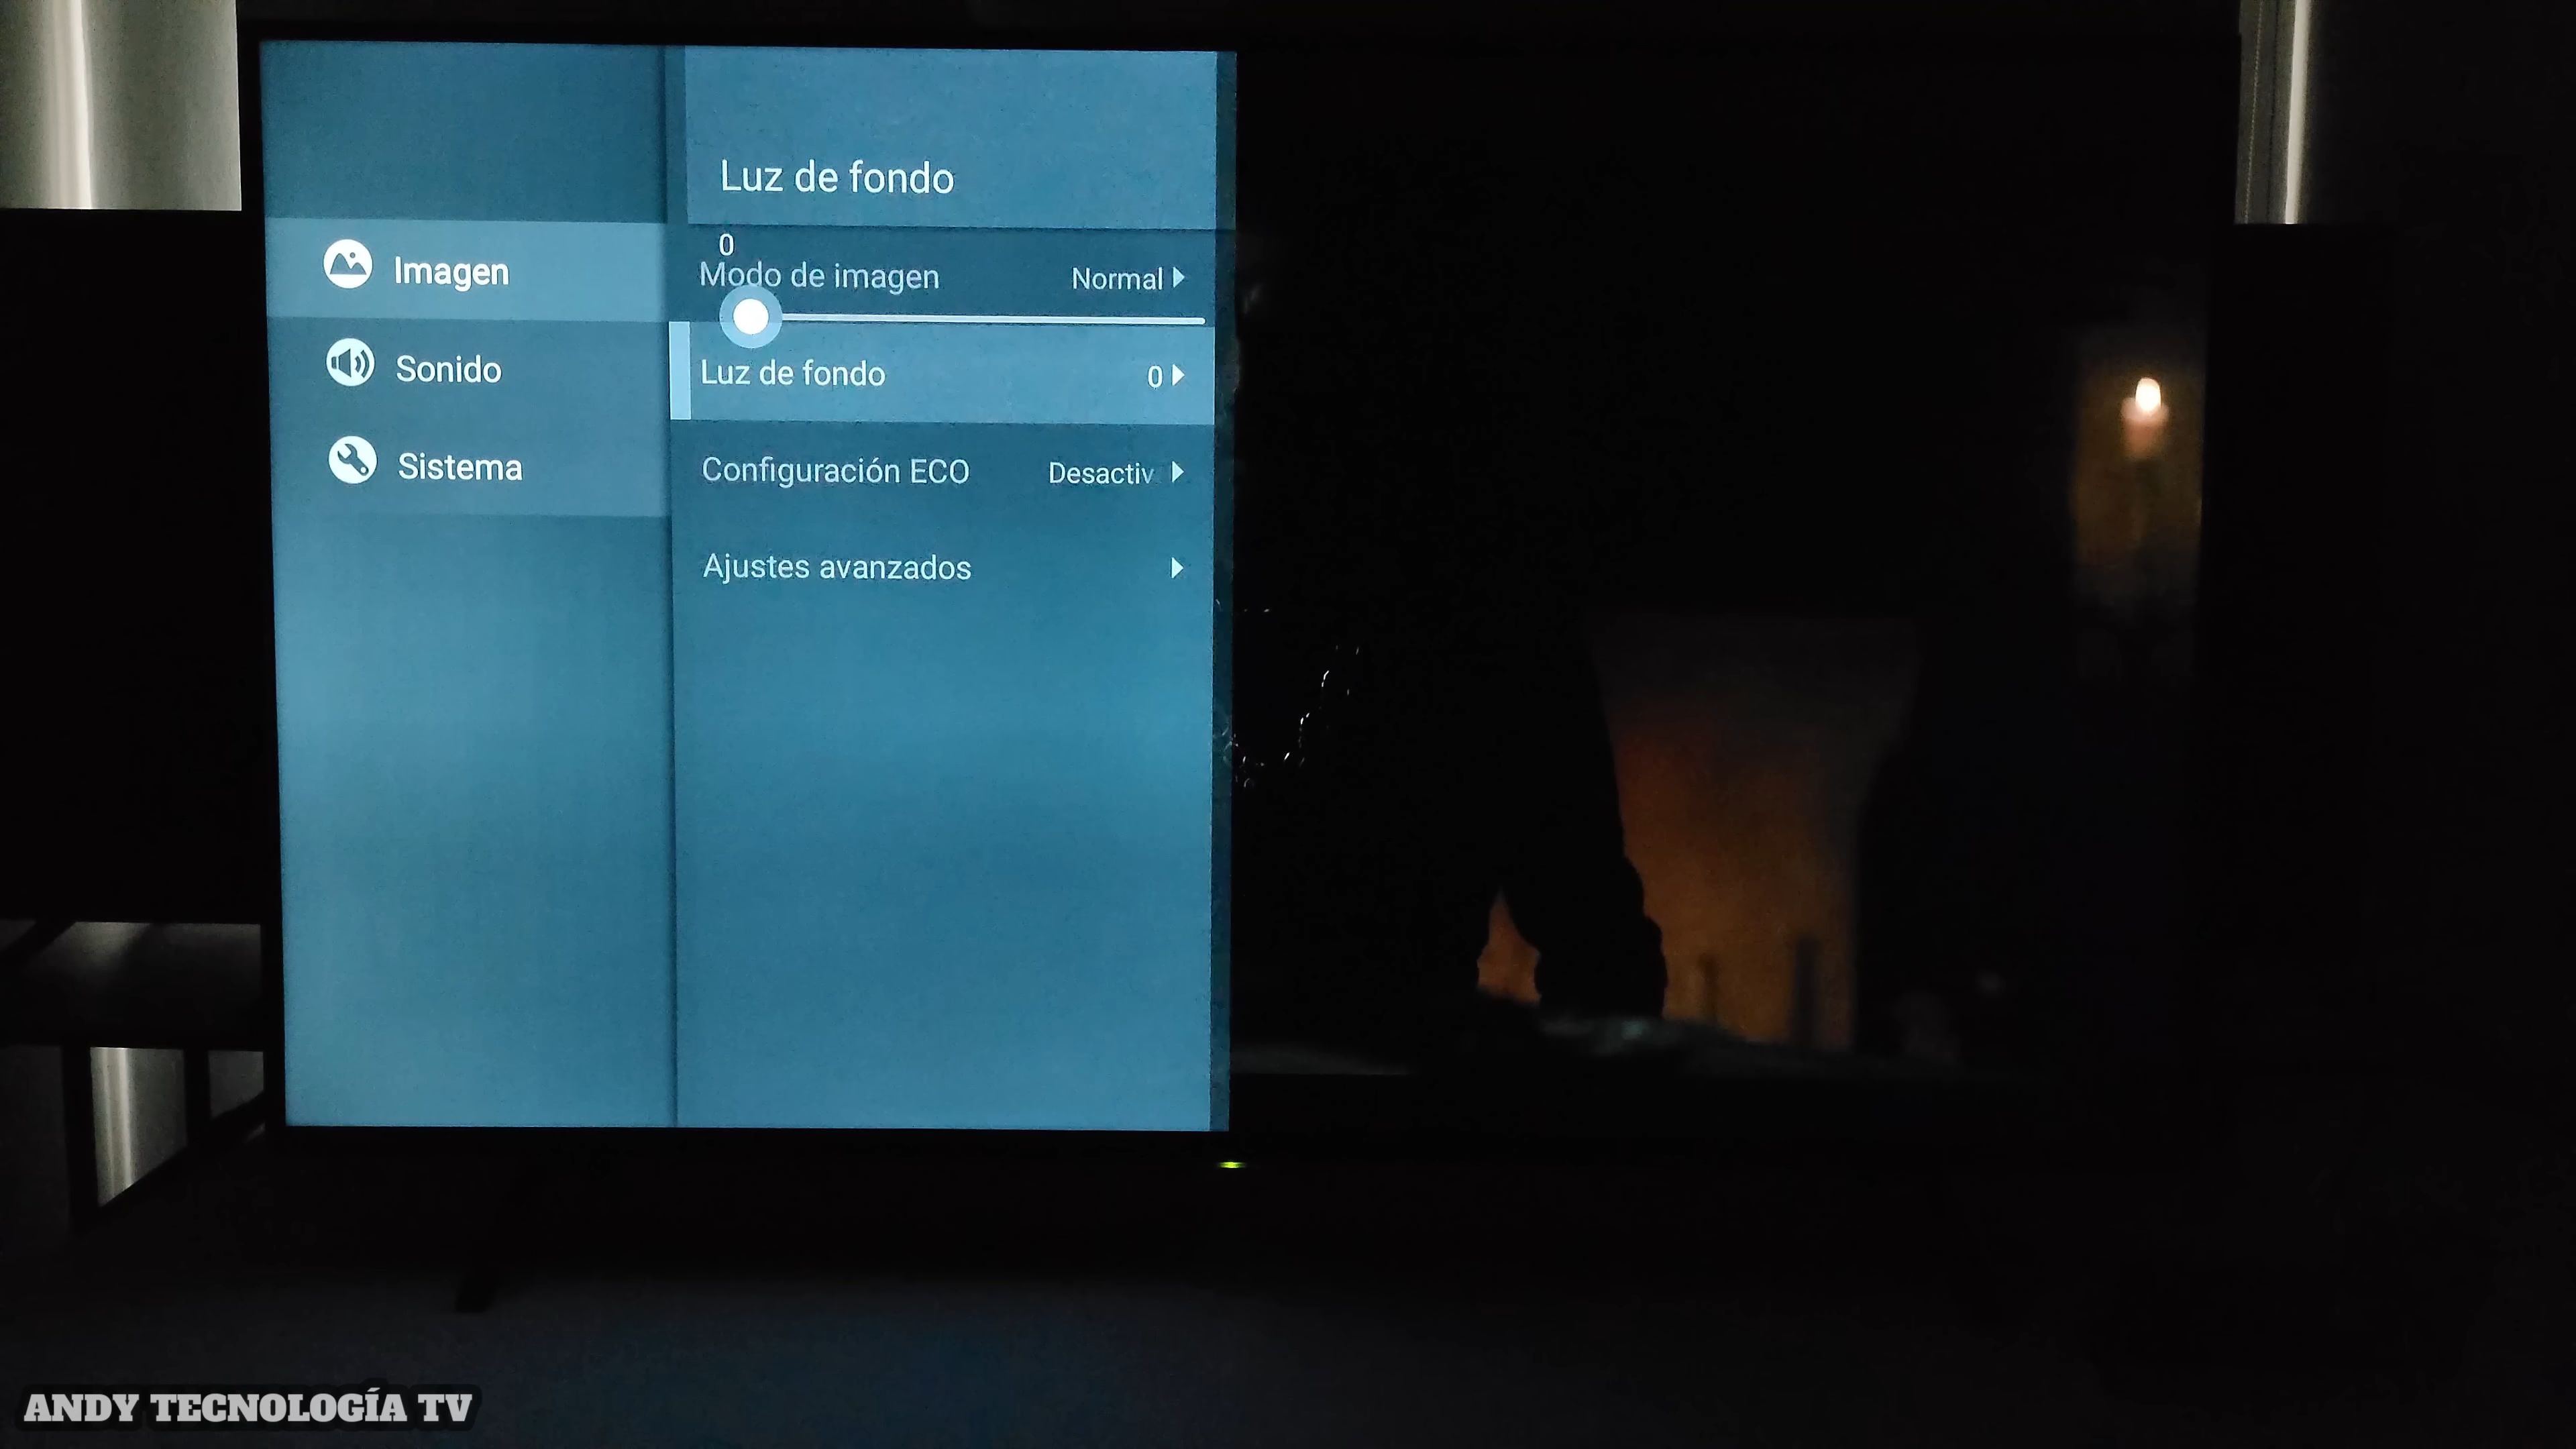 Luz de fondo
0
Imagen
Modo de imagen Normal
Sonido
Luz de fondo 0
Sistema
Configuración ECO Desactiv
Ajustes avanzados
ANDY TECNOLOGÍA TV